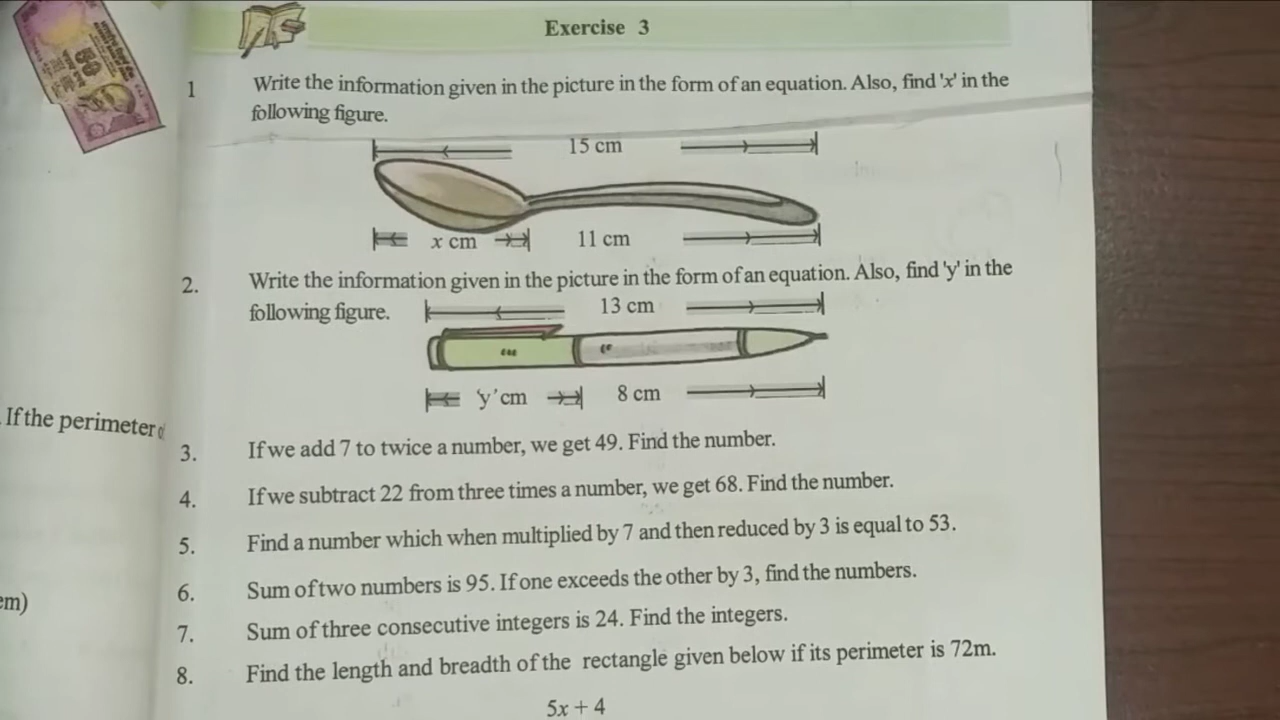 50
Exercise 3
1 Write the information given in the picture in the form of an equation. Also, find 'x' in the
following figure.
15 cm
x cm 11 cm
2. Write the information given in the picture in the form of an equation. Also, find 'y' in the
following figure.
13 cm
'y' cm 8 cm
If the perimeter
3. If we add 7 to twice a number, we get 49. Find the number.
4. If we subtract 22 from three times a number, we get 68. Find the number.
5. Find a number which when multiplied by 7 and then reduced by 3 is equal to 53.
6. Sum of two numbers is 95. If one exceeds the other by 3, find the numbers.
em)
7. Sum of three consecutive integers is 24. Find the integers.
8. Find the length and breadth of the rectangle given below if its perimeter is 72m.
5x + 4